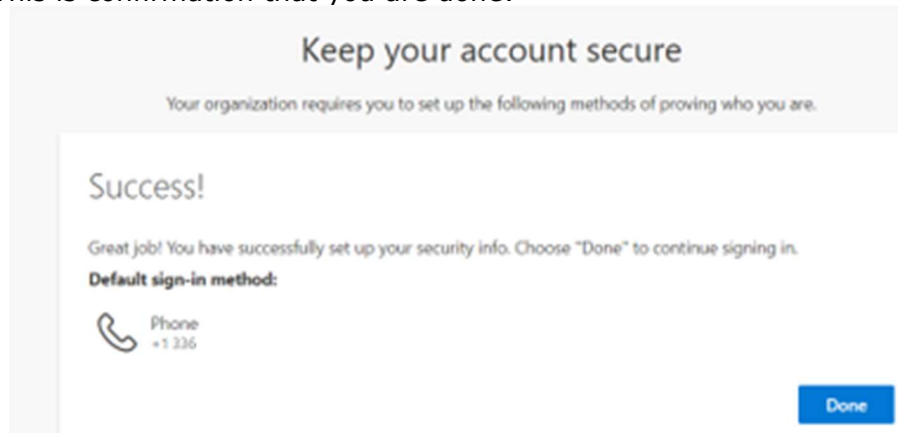 This is confirmation that you are done.
Keep your account secure
Your organization requires you to set up the following methods of proving who you are.
Success!
Great job! You have successfully set up your security info. Choose "Done" to continue signing in.
Default sign-in method:
Phone
+1 336
Done